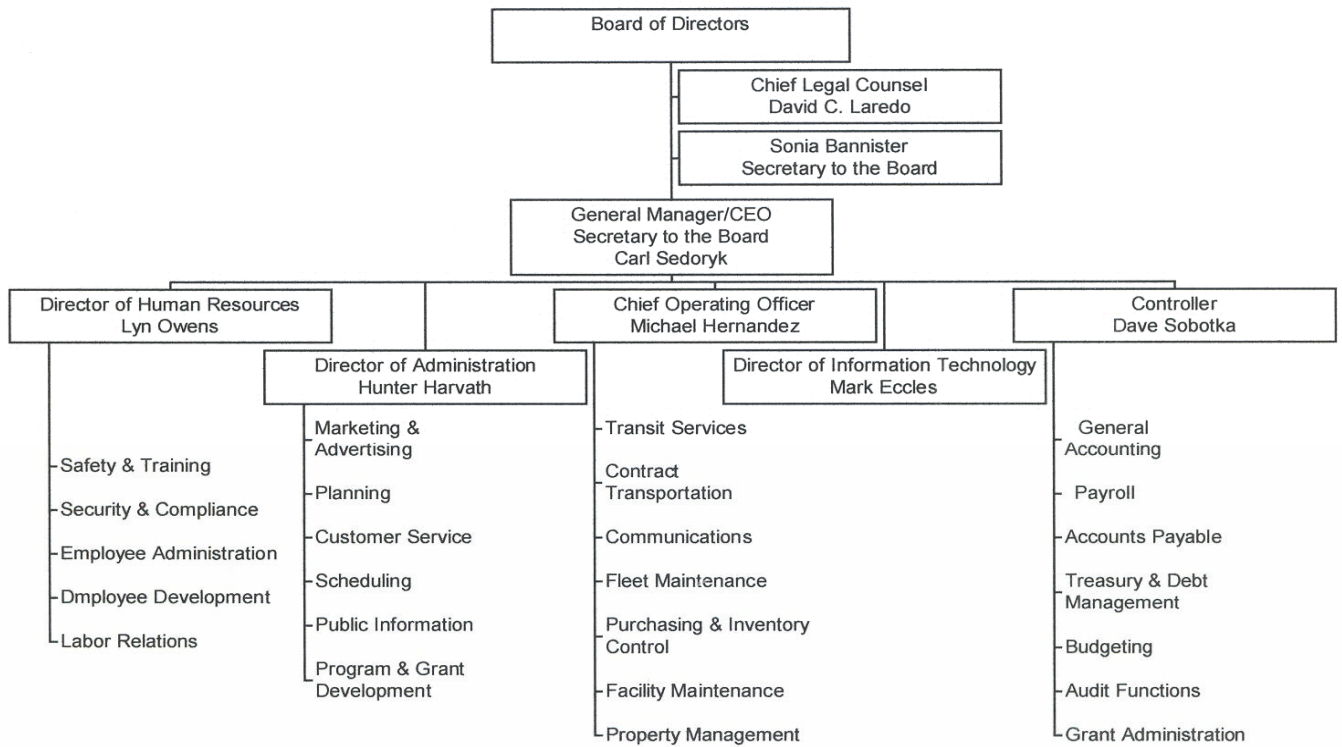 Board of Directors
Chief Legal Counsel
David C. Laredo
Sonia Bannister
Secretary to the Board
General Manager/CEO
Secretary to the Board
Carl Sedoryk
Director of Human Resources
Lyn Owens
Safety & Training
Security & Compliance
Employee Administration
Dmployee Development
Labor Relations
Director of Administration
Hunter Harvath
Marketing &
Advertising
Planning
Customer Service
Scheduling
Public Information
Program & Grant
Development
Chief Operating Officer
Michael Hernandez
Transit Services
Contract
Transportation
Communications
Fleet Maintenance
Purchasing & Inventory
Control
Facility Maintenance
Property Management
Director of Information Technology
Mark Eccles
Controller
Dave Sobotka
General
Accounting
Payroll
Accounts Payable
Treasury & Debt
Management
Budgeting
Audit Functions
Grant Administration